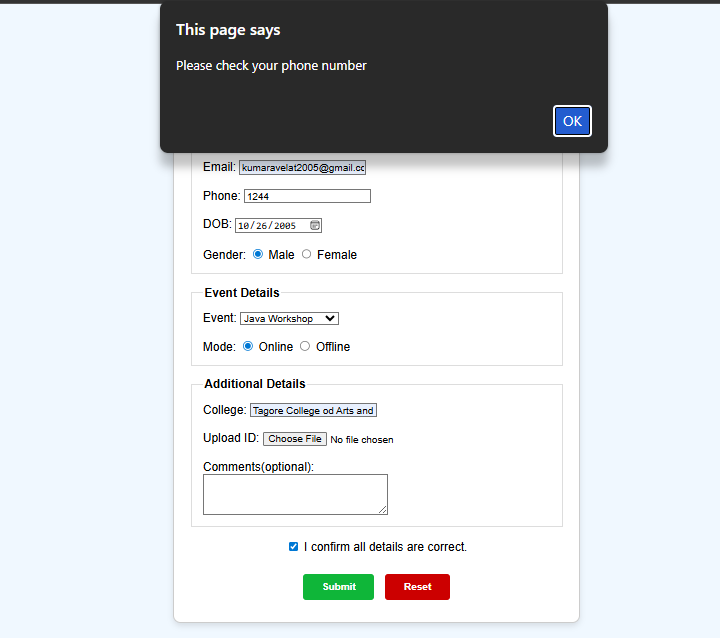 This page says
Please check your phone number
OK
Email: kumaravelat2005@gmail.cc
Phone: 1244
DOB: 10/26/2005
Gender: Male Female
Event Details
Event: Java Workshop
Mode: Online Offline
Additional Details
College: Tagore College od Arts and
Upload ID: Choose File No file chosen
Comments(optional):
I confirm all details are correct.
Submit Reset